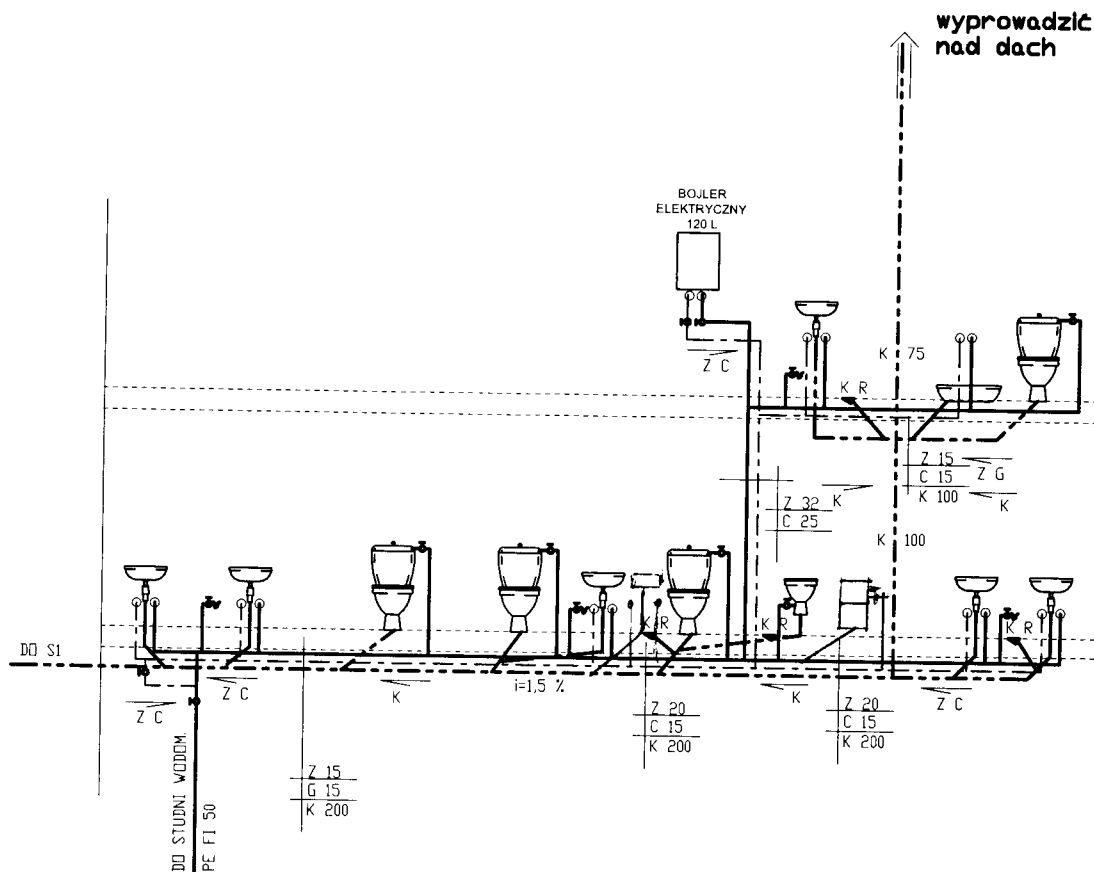 wyprowadzić
nad dach
BOJLER
ELEKTRYCZNY
120 L
Z C
K 75
K R
Z 15
C 15
K 100
Z G
K
K
Z 32
C 25
K 100
K R
K R
K R
DO S1
Z C
Z C
K
i=1,5 %
K
Z C
Z 20
C 15
K 200
Z 20
C 15
K 200
Z 15
G 15
K 200
DO STUDNI WODOM.
PE FI 50